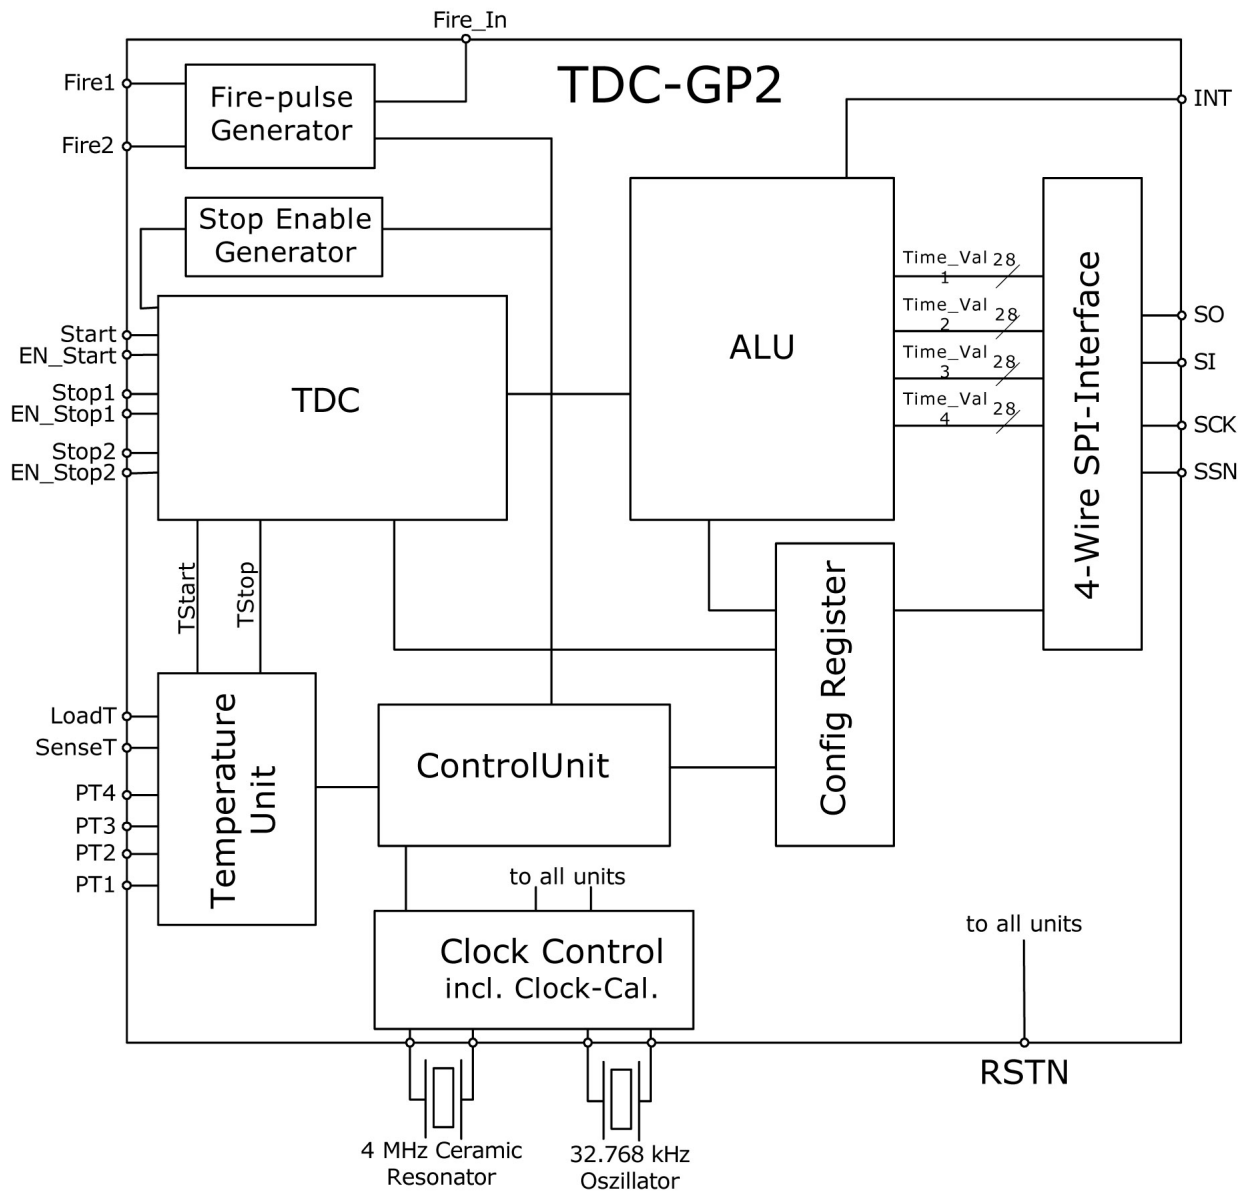 Fire_In
TDC-GP2
Fire1
Fire2
Fire-pulse
Generator
INT
Stop Enable
Generator
Start
EN_Start
Stop1
EN_Stop1
Stop2
EN_Stop2
TDC
ALU
Time_Val 28
1
Time_Val 28
2
Time_Val 28
3
Time_Val 28
4
4-Wire SPI-Interface
SO
SI
SCK
SSN
TStart
TStop
Config Register
LoadT
SenseT
PT4
PT3
PT2
PT1
Temperature
Unit
ControlUnit
to all units
Clock Control
incl. Clock-Cal.
to all units
RSTN
4 MHz Ceramic
Resonator
32.768 kHz
Oszillator